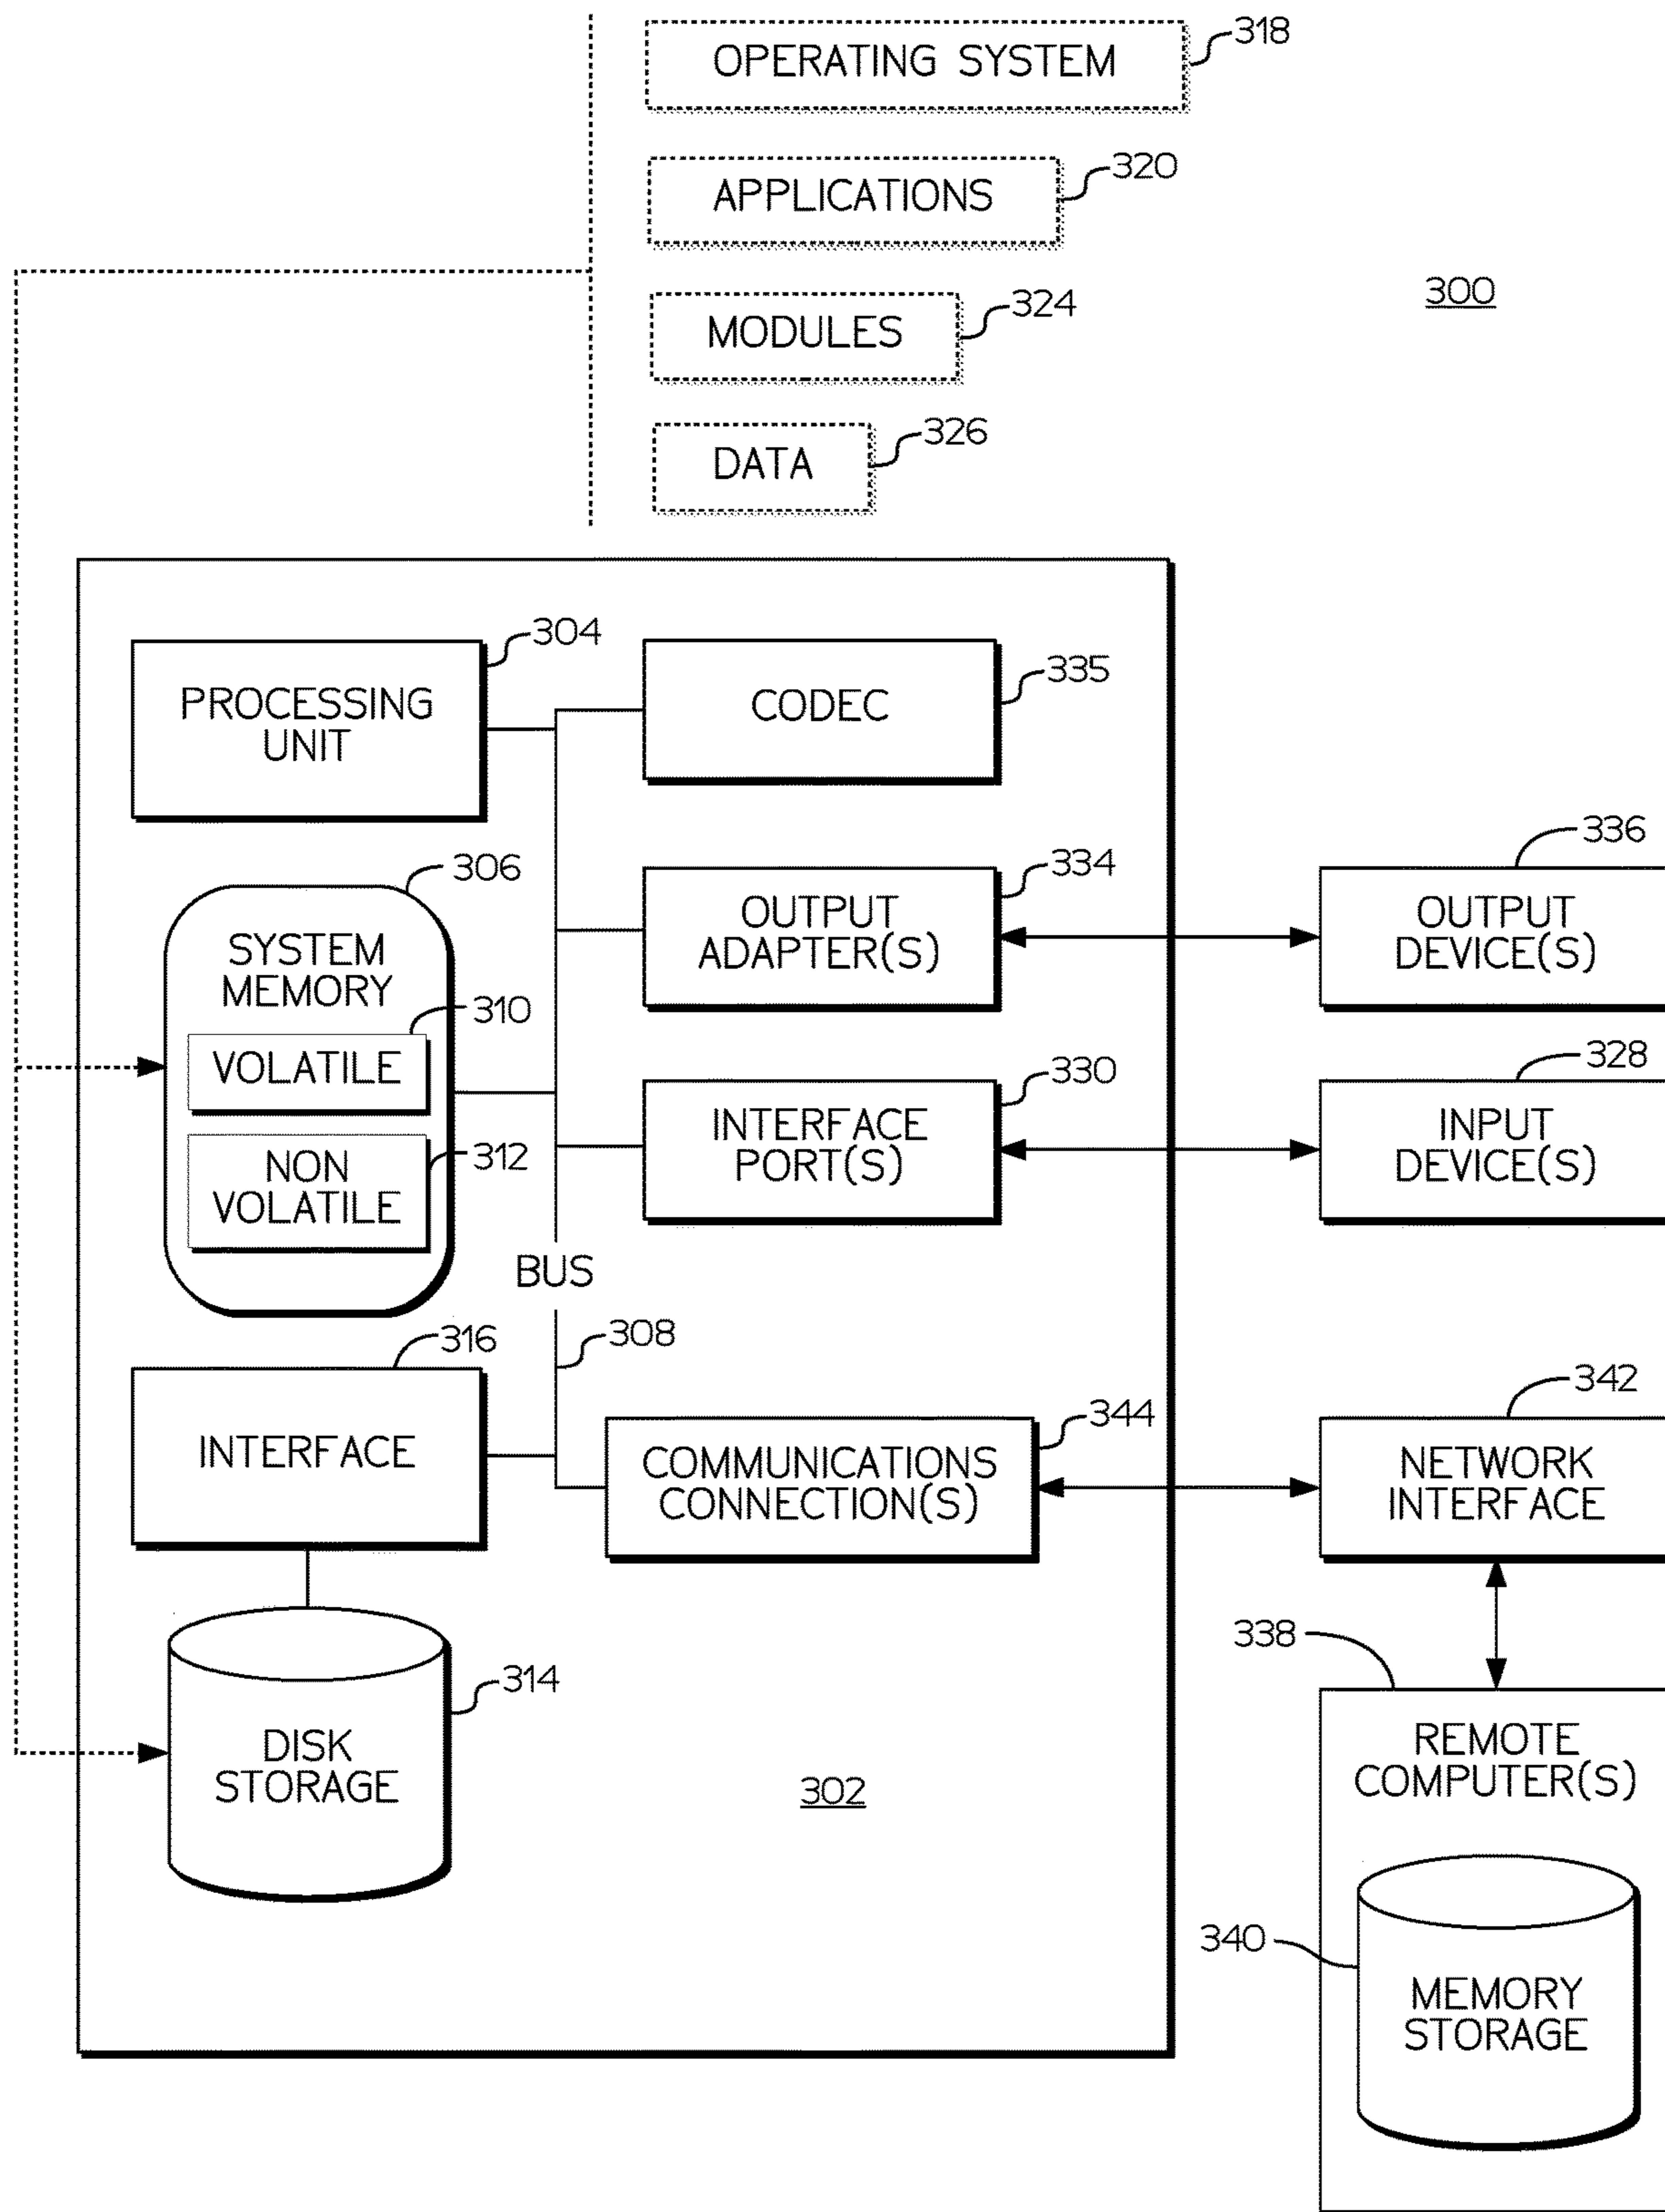 OPERATING SYSTEM
318
APPLICATIONS
320
MODULES
324
300
DATA
326
304
PROCESSING
UNIT
335
CODEC
306
SYSTEM
MEMORY
310
VOLATILE
312
NON
VOLATILE
334
OUTPUT
ADAPTER(S)
336
OUTPUT
DEVICE(S)
330
INTERFACE
PORT(S)
328
INPUT
DEVICE(S)
BUS
308
316
INTERFACE
344
COMMUNICATIONS
CONNECTION(S)
342
NETWORK
INTERFACE
314
DISK
STORAGE
302
338
REMOTE
COMPUTER(S)
340
MEMORY
STORAGE